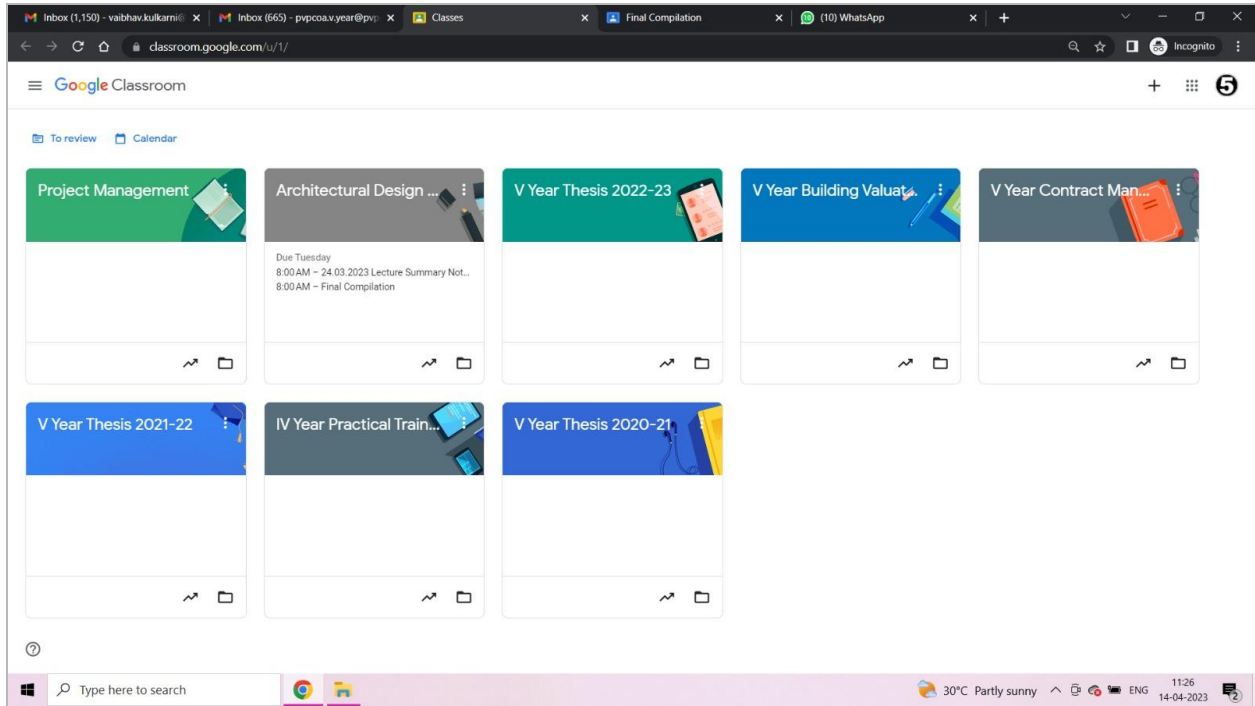 Inbox (1,150) - vaibhav.kulkarni@ Inbox (665) - pvpcoa.v.year@pvp Classes Final Compilation (10) WhatsApp
classroom.google.com/u/1/ Incognito
Google Classroom
5
To review Calendar
Project Management
Architectural Design ...
Due Tuesday
8:00 AM – 24.03.2023 Lecture Summary Not...
8:00 AM – Final Compilation
V Year Thesis 2022-23
V Year Building Valuat...
V Year Contract Man...
V Year Thesis 2021-22
IV Year Practical Train...
V Year Thesis 2020-21
Type here to search
30°C Partly sunny ENG 11:26
14-04-2023
2